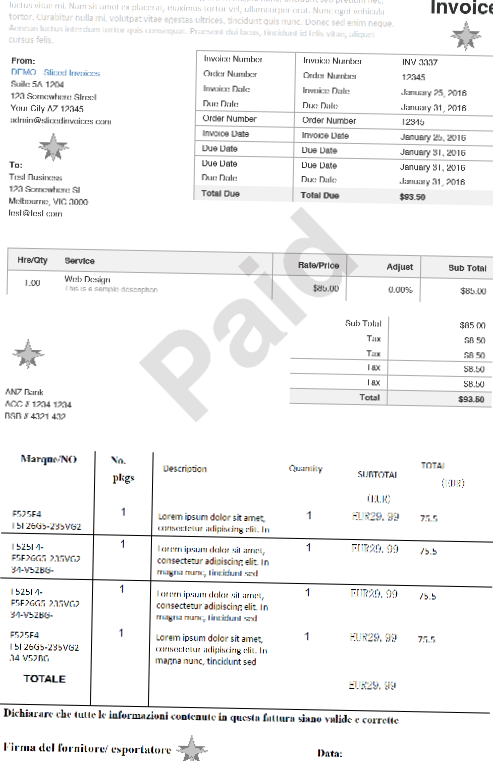 luctus vitae mi. Nam sit amet ex placerat, maximus tortor vel, ullamcorper erat. Nunc eget vehicula
tortor. Curabitur nulla mi, volutpat vitae egestas ultrices, tincidunt quis nunc. Donec sed enim neque.
Aenean luctus interdum tortor quis consequat. Praesent dui lacus, tincidunt id felis vitae, aliquet
cursus felis.
Invoice
From:
DEMO - Sliced Invoices
Suite 5A 1204
123 Somewhere Street
Your City AZ 12345
admin@slicedinvoices.com
Invoice Number Invoice Number INV 3337
Order Number Order Number 12345
Invoice Date Invoice Date January 25, 2016
Due Date Due Date January 31, 2016
Order Number Order Number 12345
Invoice Date Invoice Date January 25, 2016
Due Date Due Date January 31, 2016
Due Date Due Date January 31, 2016
Due Date Due Date January 31, 2016
Total Due Total Due $93.50
To:
Test Business
123 Somewhere St
Melbourne, VIC 3000
test@test.com
Paid
Hrs/Qty Service Rate/Price Adjust Sub Total
1.00 Web Design $85.00 0.00% $85.00
This is a sample description
Sub Total $85.00
Tax $8.50
Tax $8.50
Tax $8.50
Tax $8.50
Total $93.50
ANZ Bank
ACC # 1234 1234
BSB # 4321 432
Marque/NO No. pkgs Description Quantity SUBTOTAL (EUR) TOTAL (EUR)
F525F4 1 Lorem ipsum dolor sit amet, 1 EUR29.99 75.5
F5F26G5-235VG2 consectetur adipiscing elit. In
F525F4- 1 Lorem ipsum dolor sit amet, 1 EUR29.99 75.5
F5F26G5-235VG2 consectetur adipiscing elit. In
34-V52BG- magna nunc, tincidunt sed
F525F4- 1 Lorem ipsum dolor sit amet, 1 EUR29.99 75.5
F5F26G5-235VG2 consectetur adipiscing elit. In
34-V52BG- magna nunc, tincidunt sed
F525F4 1 Lorem ipsum dolor sit amet, 1 EUR29.99 75.5
F5F26G5-235VG2 consectetur adipiscing elit. In
34 V52BG magna nunc, tincidunt sed
TOTALE EUR29.99
Dichiarare che tutte le informazioni contenute in questa fattura siano valide e corrette
Firma del fornitore/ esportatore Data: